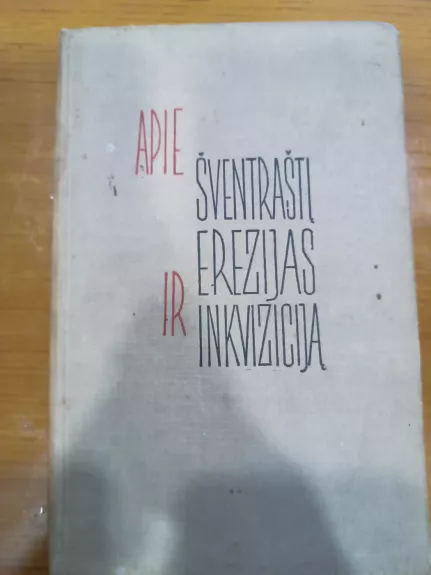 APIE
ŠVENTRAŠTĮ
EREZIJAS
IR
INKVIZICIJĄ